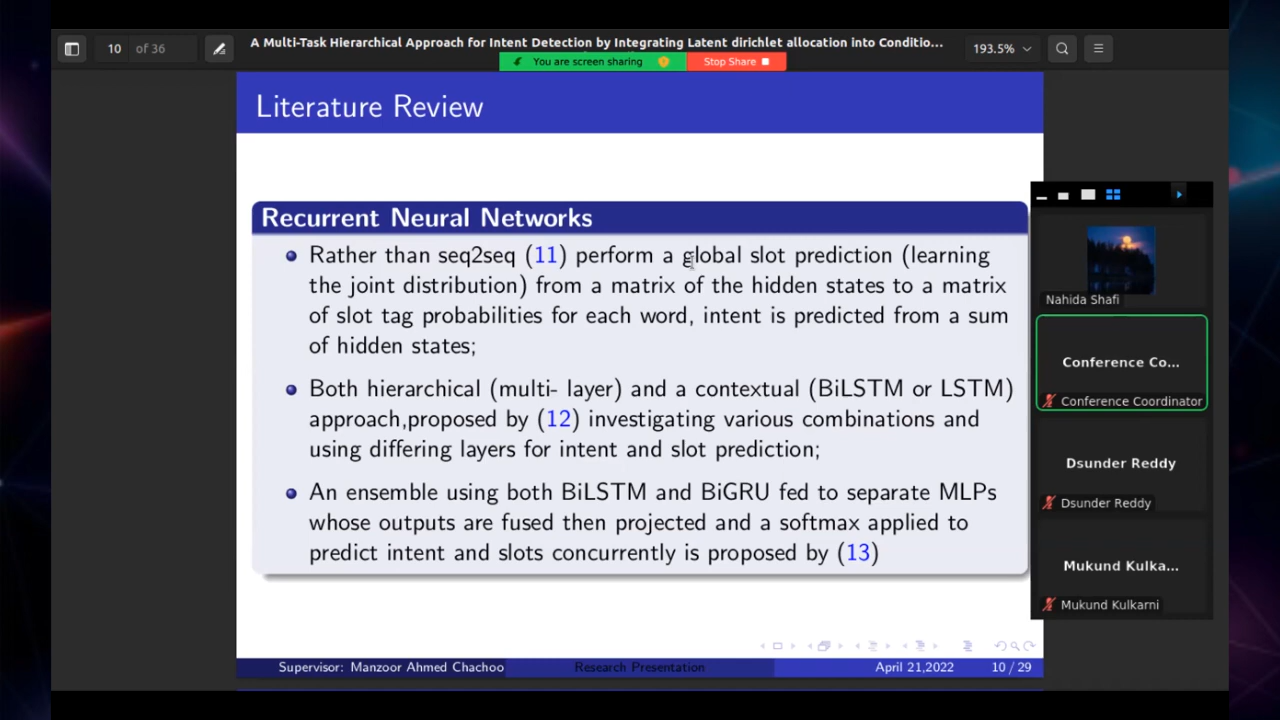 10 of 36
A Multi-Task Hierarchical Approach for Intent Detection by Integrating Latent dirichlet allocation into Conditio...
193.5%
You are screen sharing
Stop Share
Literature Review
Recurrent Neural Networks
Rather than seq2seq (11) perform a global slot prediction (learning
the joint distribution) from a matrix of the hidden states to a matrix
of slot tag probabilities for each word, intent is predicted from a sum
of hidden states;
Both hierarchical (multi- layer) and a contextual (BiLSTM or LSTM)
approach,proposed by (12) investigating various combinations and
using differing layers for intent and slot prediction;
An ensemble using both BiLSTM and BiGRU fed to separate MLPs
whose outputs are fused then projected and a softmax applied to
predict intent and slots concurrently is proposed by (13)
Supervisor: Manzoor Ahmed Chachoo
Research Presentation
April 21,2022
10 / 29
Nahida Shafi
Conference Co...
Conference Coordinator
Dsunder Reddy
Dsunder Reddy
Mukund Kulka...
Mukund Kulkarni